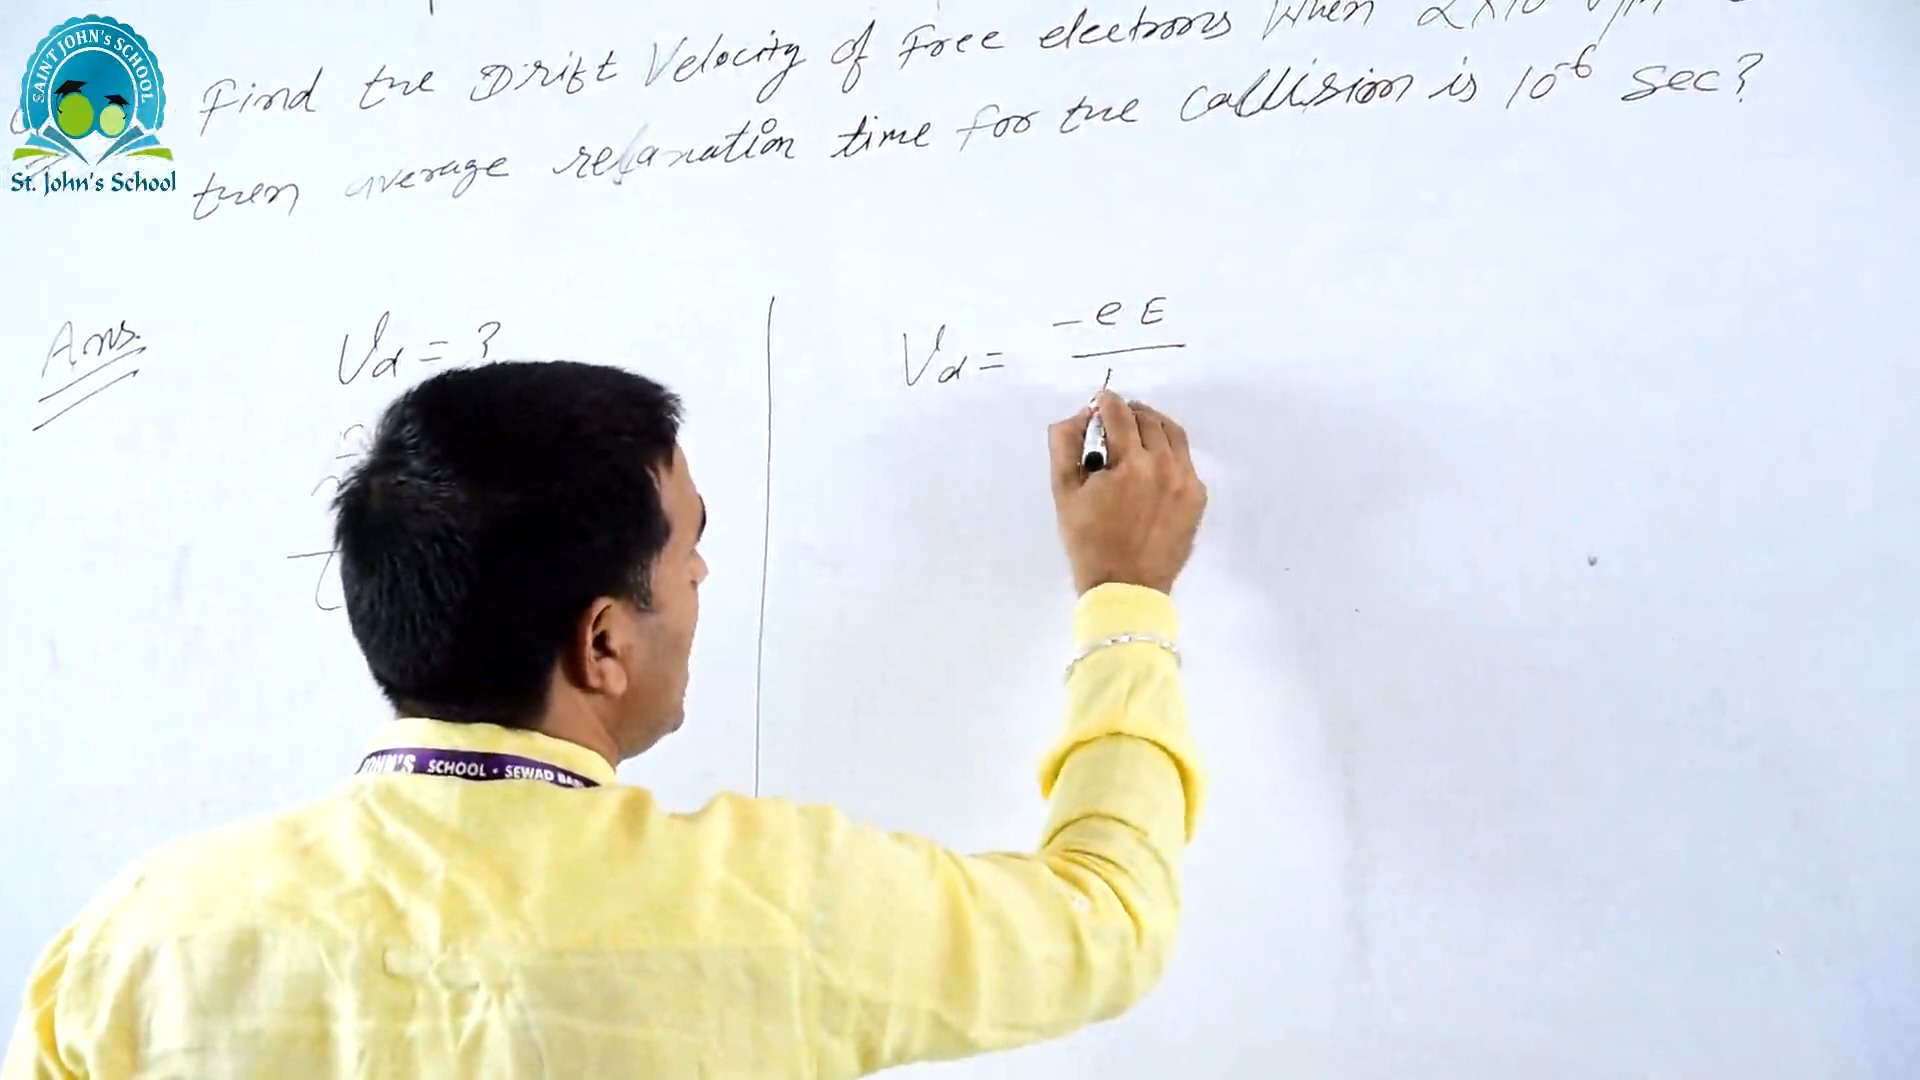 SAINT JOHN's SCHOOL
St. John's School
Find the Drift Velocity of Free electrons When
then average relaxation time for the collision is 10^-6 sec?
Ans.
Vd = ?
Vd = -eE
JOHN'S SCHOOL • SEWAD